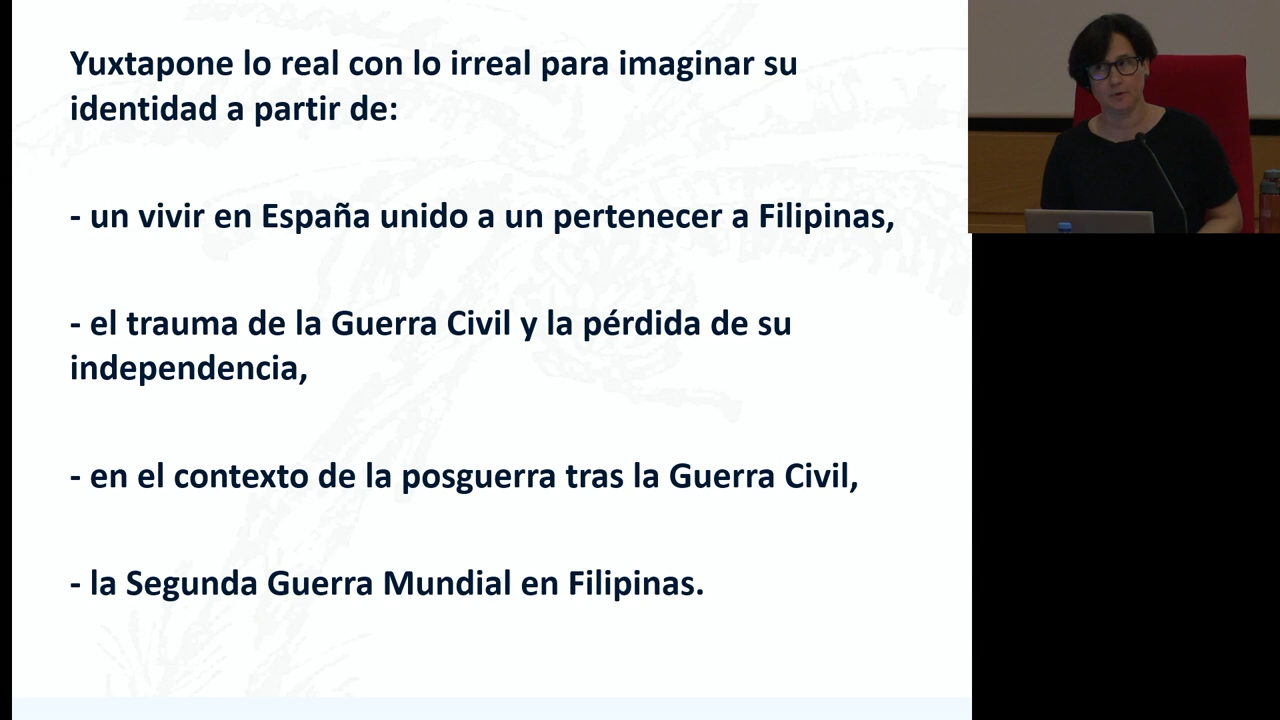 Yuxtapone lo real con lo irreal para imaginar su
identidad a partir de:
- un vivir en España unido a un pertenecer a Filipinas,
- el trauma de la Guerra Civil y la pérdida de su
independencia,
- en el contexto de la posguerra tras la Guerra Civil,
- la Segunda Guerra Mundial en Filipinas.